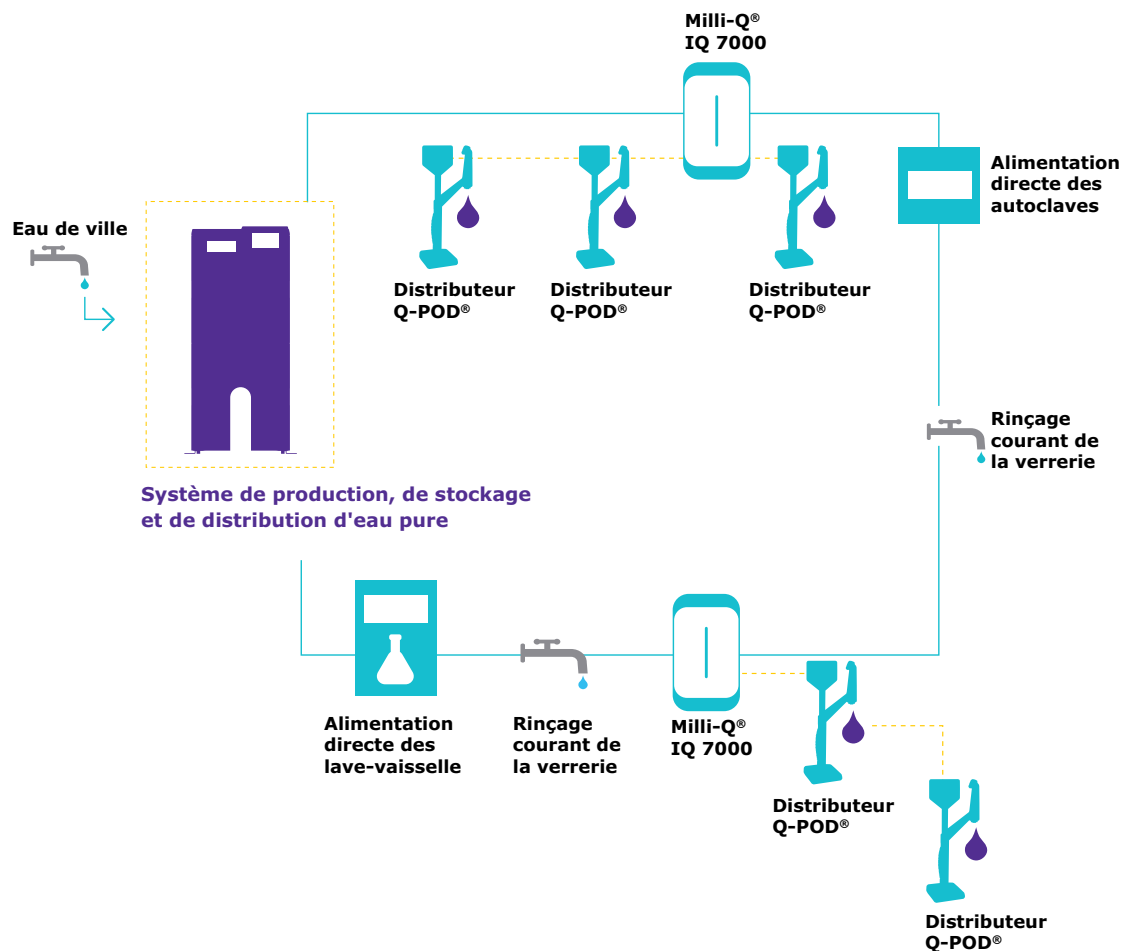 Milli-Q®
IQ 7000
Alimentation
directe des
autoclaves
Eau de ville
Distributeur
Q-POD®
Distributeur
Q-POD®
Distributeur
Q-POD®
Rinçage
courant de
la verrerie
Système de production, de stockage
et de distribution d'eau pure
Alimentation
directe des
lave-vaisselle
Rinçage
courant de
la verrerie
Milli-Q®
IQ 7000
Distributeur
Q-POD®
Distributeur
Q-POD®